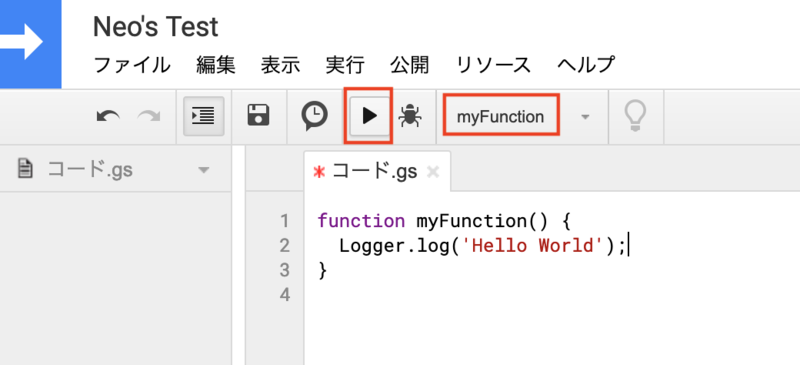 Neo's Test
ファイル 編集 表示 実行 公開 リソース ヘルプ
myFunction
コード.gs
* コード.gs ×
1 function myFunction() {
2 Logger.log('Hello World');
3 }
4